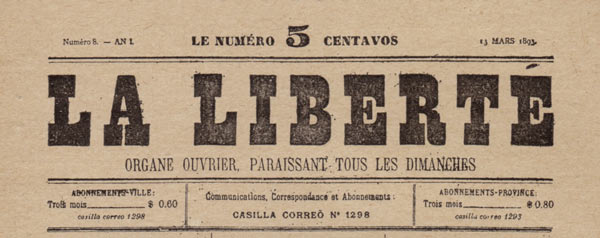 Numéro 8. — AN I.
LE NUMÉRO 5 CENTAVOS
13 MARS 1893.
LA LIBERTÉ
ORGANE OUVRIER, PARAISSANT TOUS LES DIMANCHES
ABONNEMENTS-VILLE:
Trois mois $ 0.60
casilla correo 1298
Communications, Correspondance et Abonnements:
CASILLA CORREÔ Nº 1298
ABONNEMENTS-PROVINCE:
Trois mois $ 0.80
casilla correo 1293